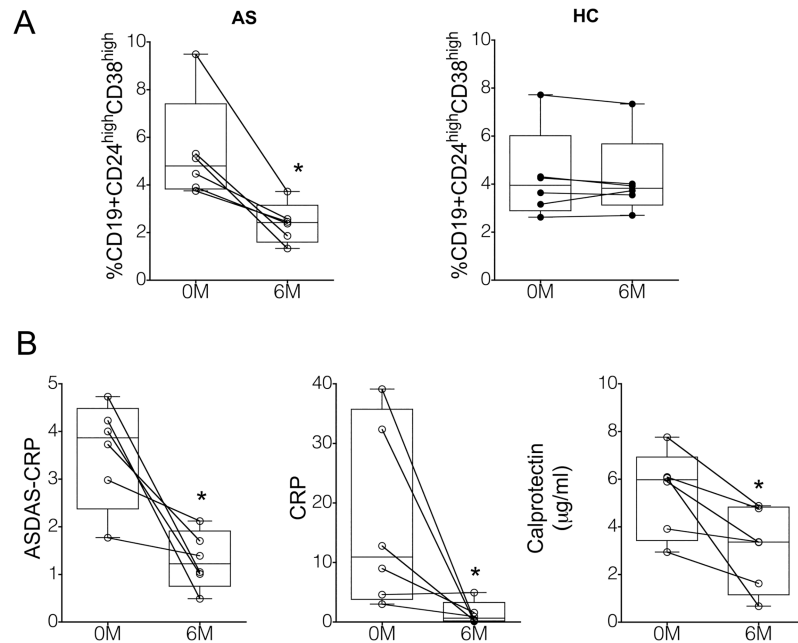 A
AS
HC
%CD19+CD24highCD38high
10
8
6
4
2
0
*
0M
6M
%CD19+CD24highCD38high
10
8
6
4
2
0
0M
6M
B
ASDAS-CRP
5
4
3
2
1
0
*
0M
6M
CRP
40
30
20
10
0
*
0M
6M
Calprotectin
(µg/ml)
10
8
6
4
2
0
*
0M
6M